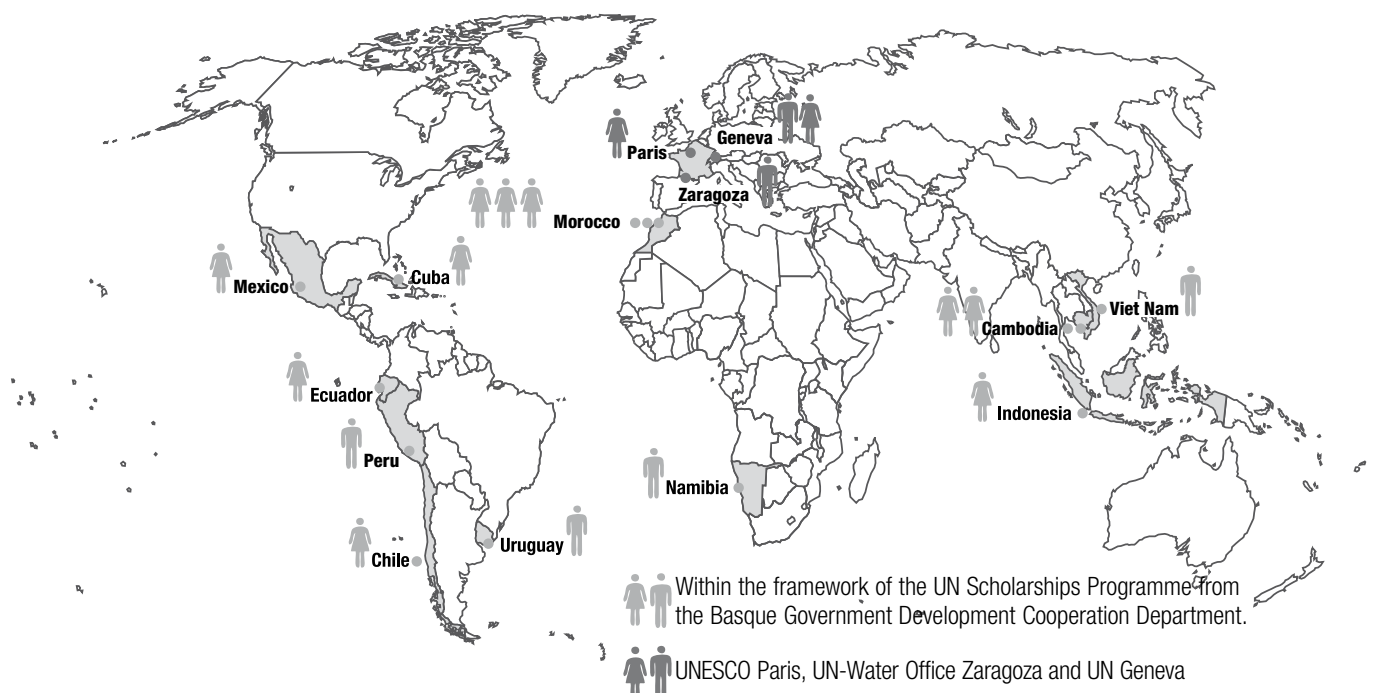 Geneva
Paris
Zaragoza
Morocco
Cuba
Mexico
Viet Nam
Cambodia
Ecuador
Indonesia
Peru
Namibia
Uruguay
Chile
Within the framework of the UN Scholarships Programme from
the Basque Government Development Cooperation Department.
UNESCO Paris, UN-Water Office Zaragoza and UN Geneva